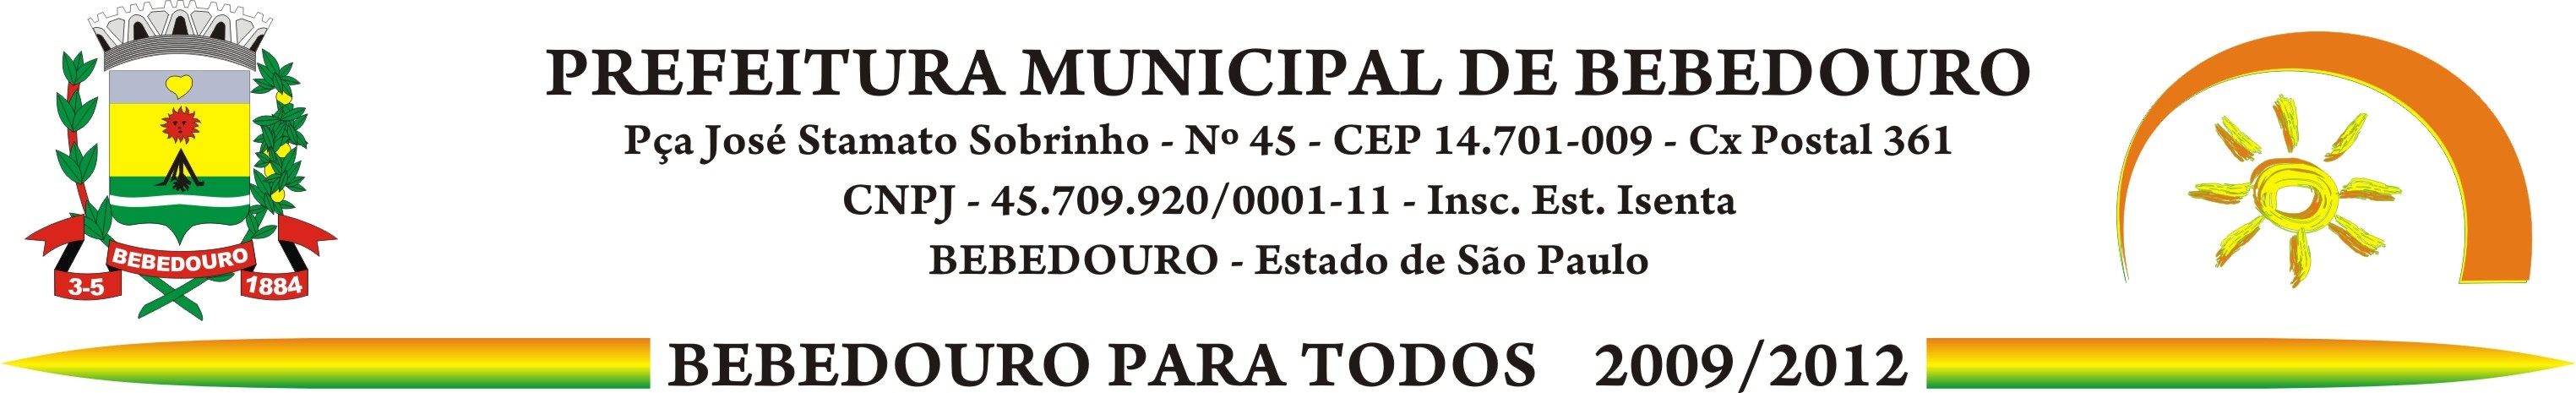 PREFEITURA MUNICIPAL DE BEBEDOURO
Pça José Stamato Sobrinho - Nº 45 - CEP 14.701-009 - Cx Postal 361
CNPJ - 45.709.920/0001-11 - Insc. Est. Isenta
BEBEDOURO - Estado de São Paulo
BEBEDOURO
3-5 1884
BEBEDOURO PARA TODOS 2009/2012